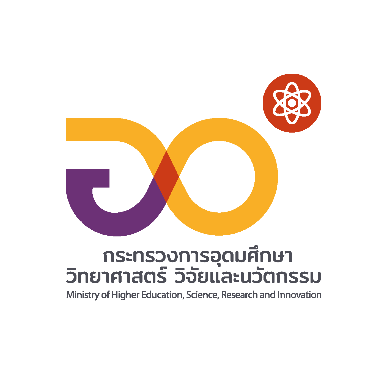 กระทรวงการอุดมศึกษา
วิทยาศาสตร์ วิจัยและนวัตกรรม
Ministry of Higher Education, Science, Research and Innovation